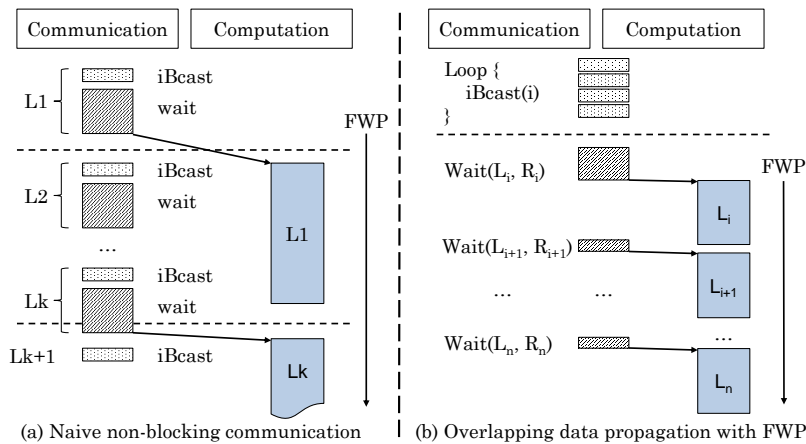 Communication
Computation
L1
iBcast
wait
FWP
L2
iBcast
wait
...
L1
Lk
iBcast
wait
Lk+1
iBcast
Lk
(a) Naive non-blocking communication
Communication
Computation
Loop {
iBcast(i)
}
FWP
Wait(Lᵢ, Rᵢ)
Lᵢ
Wait(Lᵢ₊₁, Rᵢ₊₁)
Lᵢ₊₁
...
...
...
Wait(Lₙ, Rₙ)
Lₙ
(b) Overlapping data propagation with FWP